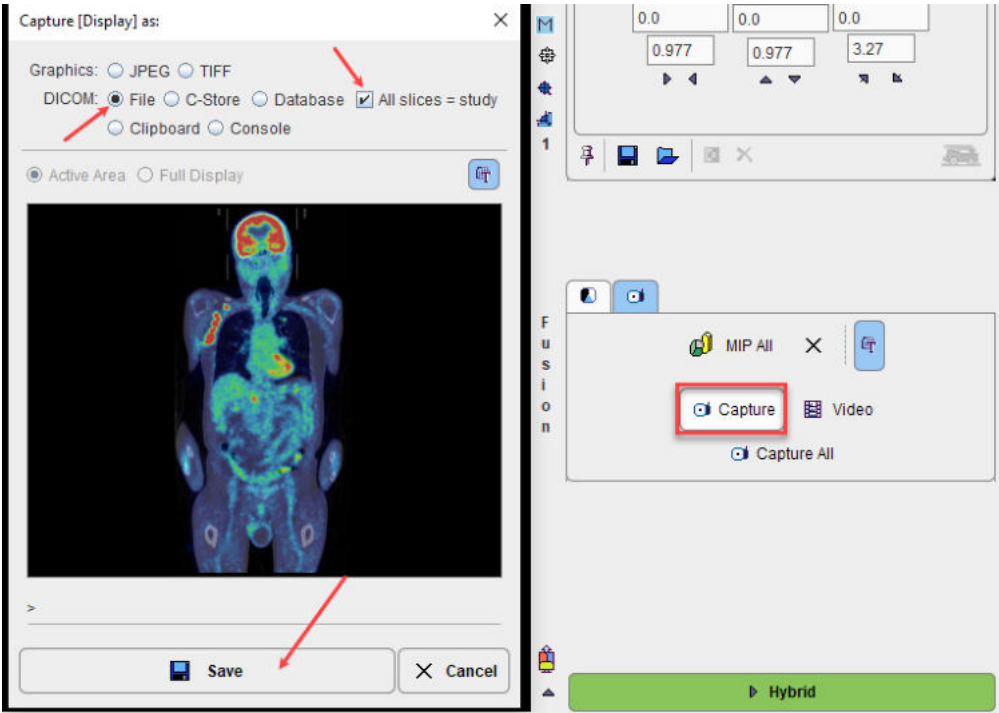 Capture [Display] as:
Graphics: JPEG TIFF
DICOM: File C-Store Database All slices = study
Clipboard Console
Active Area Full Display
>
Save Cancel
M
1
0.0 0.0 0.0
0.977 0.977 3.27
Fusion
MIP All
Capture Video
Capture All
Hybrid